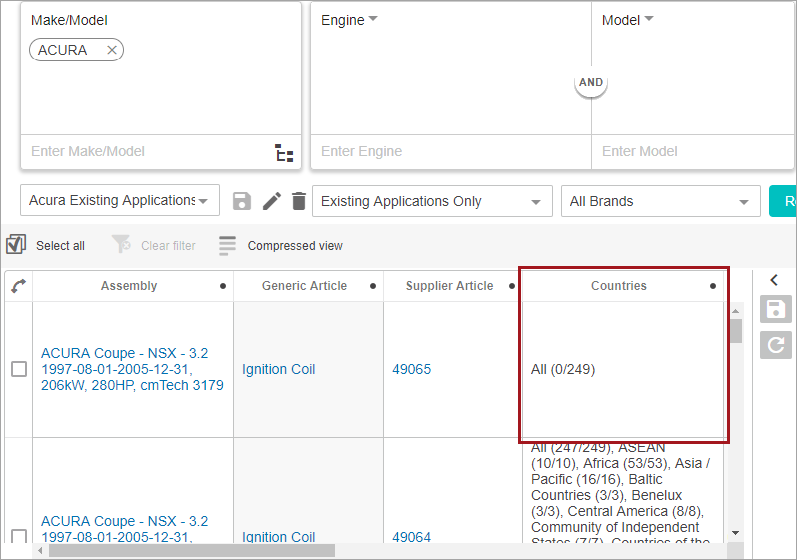 Make/Model
Engine
Model
ACURA
AND
Enter Make/Model
Enter Engine
Enter Model
Acura Existing Applications
Existing Applications Only
All Brands
Select all
Clear filter
Compressed view
Assembly
Generic Article
Supplier Article
Countries
ACURA Coupe - NSX - 3.2
1997-08-01-2005-12-31,
206kW, 280HP, cmTech 3179
Ignition Coil
49065
All (0/249)
All (247/249), ASEAN
(10/10), Africa (53/53), Asia /
Pacific (16/16), Baltic
Countries (3/3), Benelux
(3/3), Central America (8/8),
Community of Independent
States (7/7), Countries of the
ACURA Coupe - NSX - 3.2
1997-08-01-2005-12-31,
Ignition Coil
49064